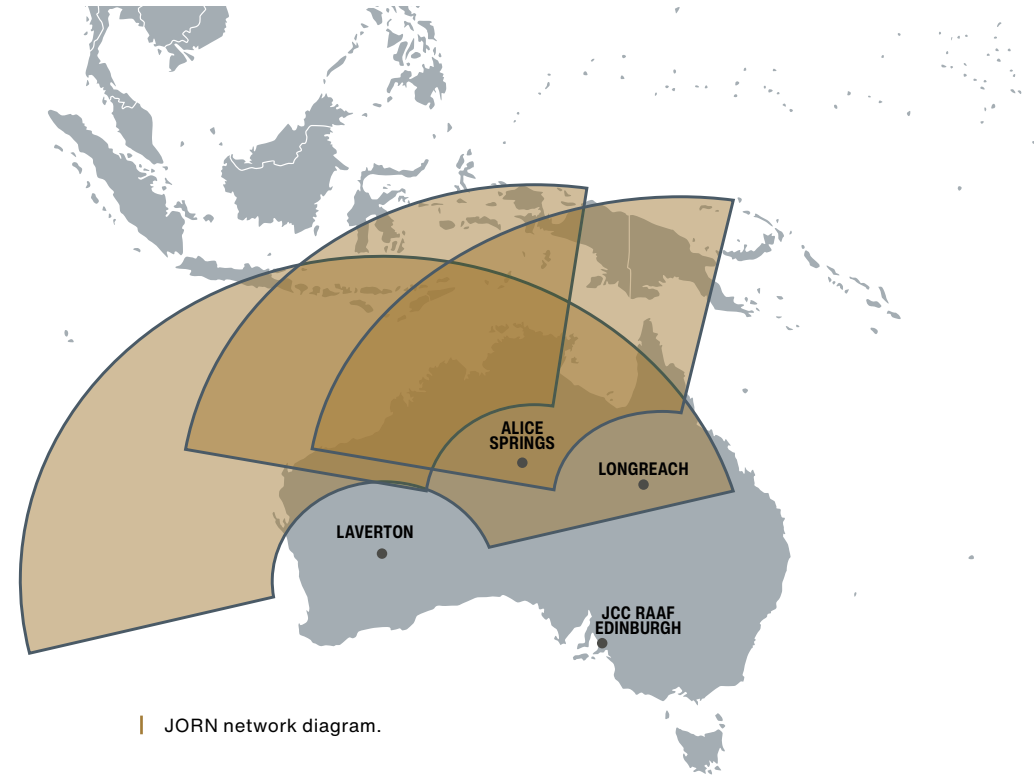 ALICE
SPRINGS
LONGREACH
LAVERTON
JCC RAAF
EDINBURGH
JORN network diagram.